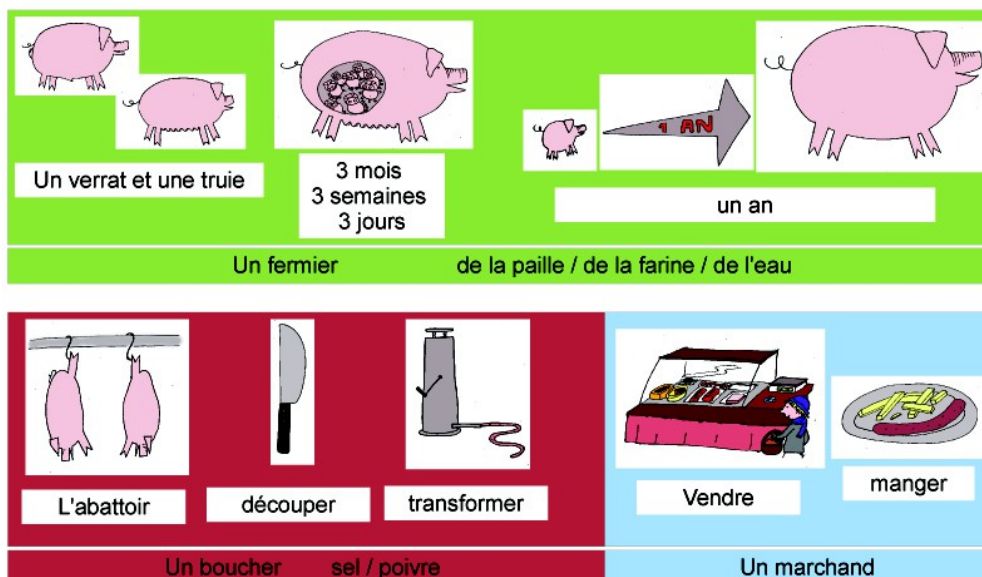 1 AN
Un verrat et une truie
3 mois
3 semaines
3 jours
un an
Un fermier de la paille / de la farine / de l'eau
L'abattoir
découper
transformer
Vendre
manger
Un boucher sel / poivre
Un marchand